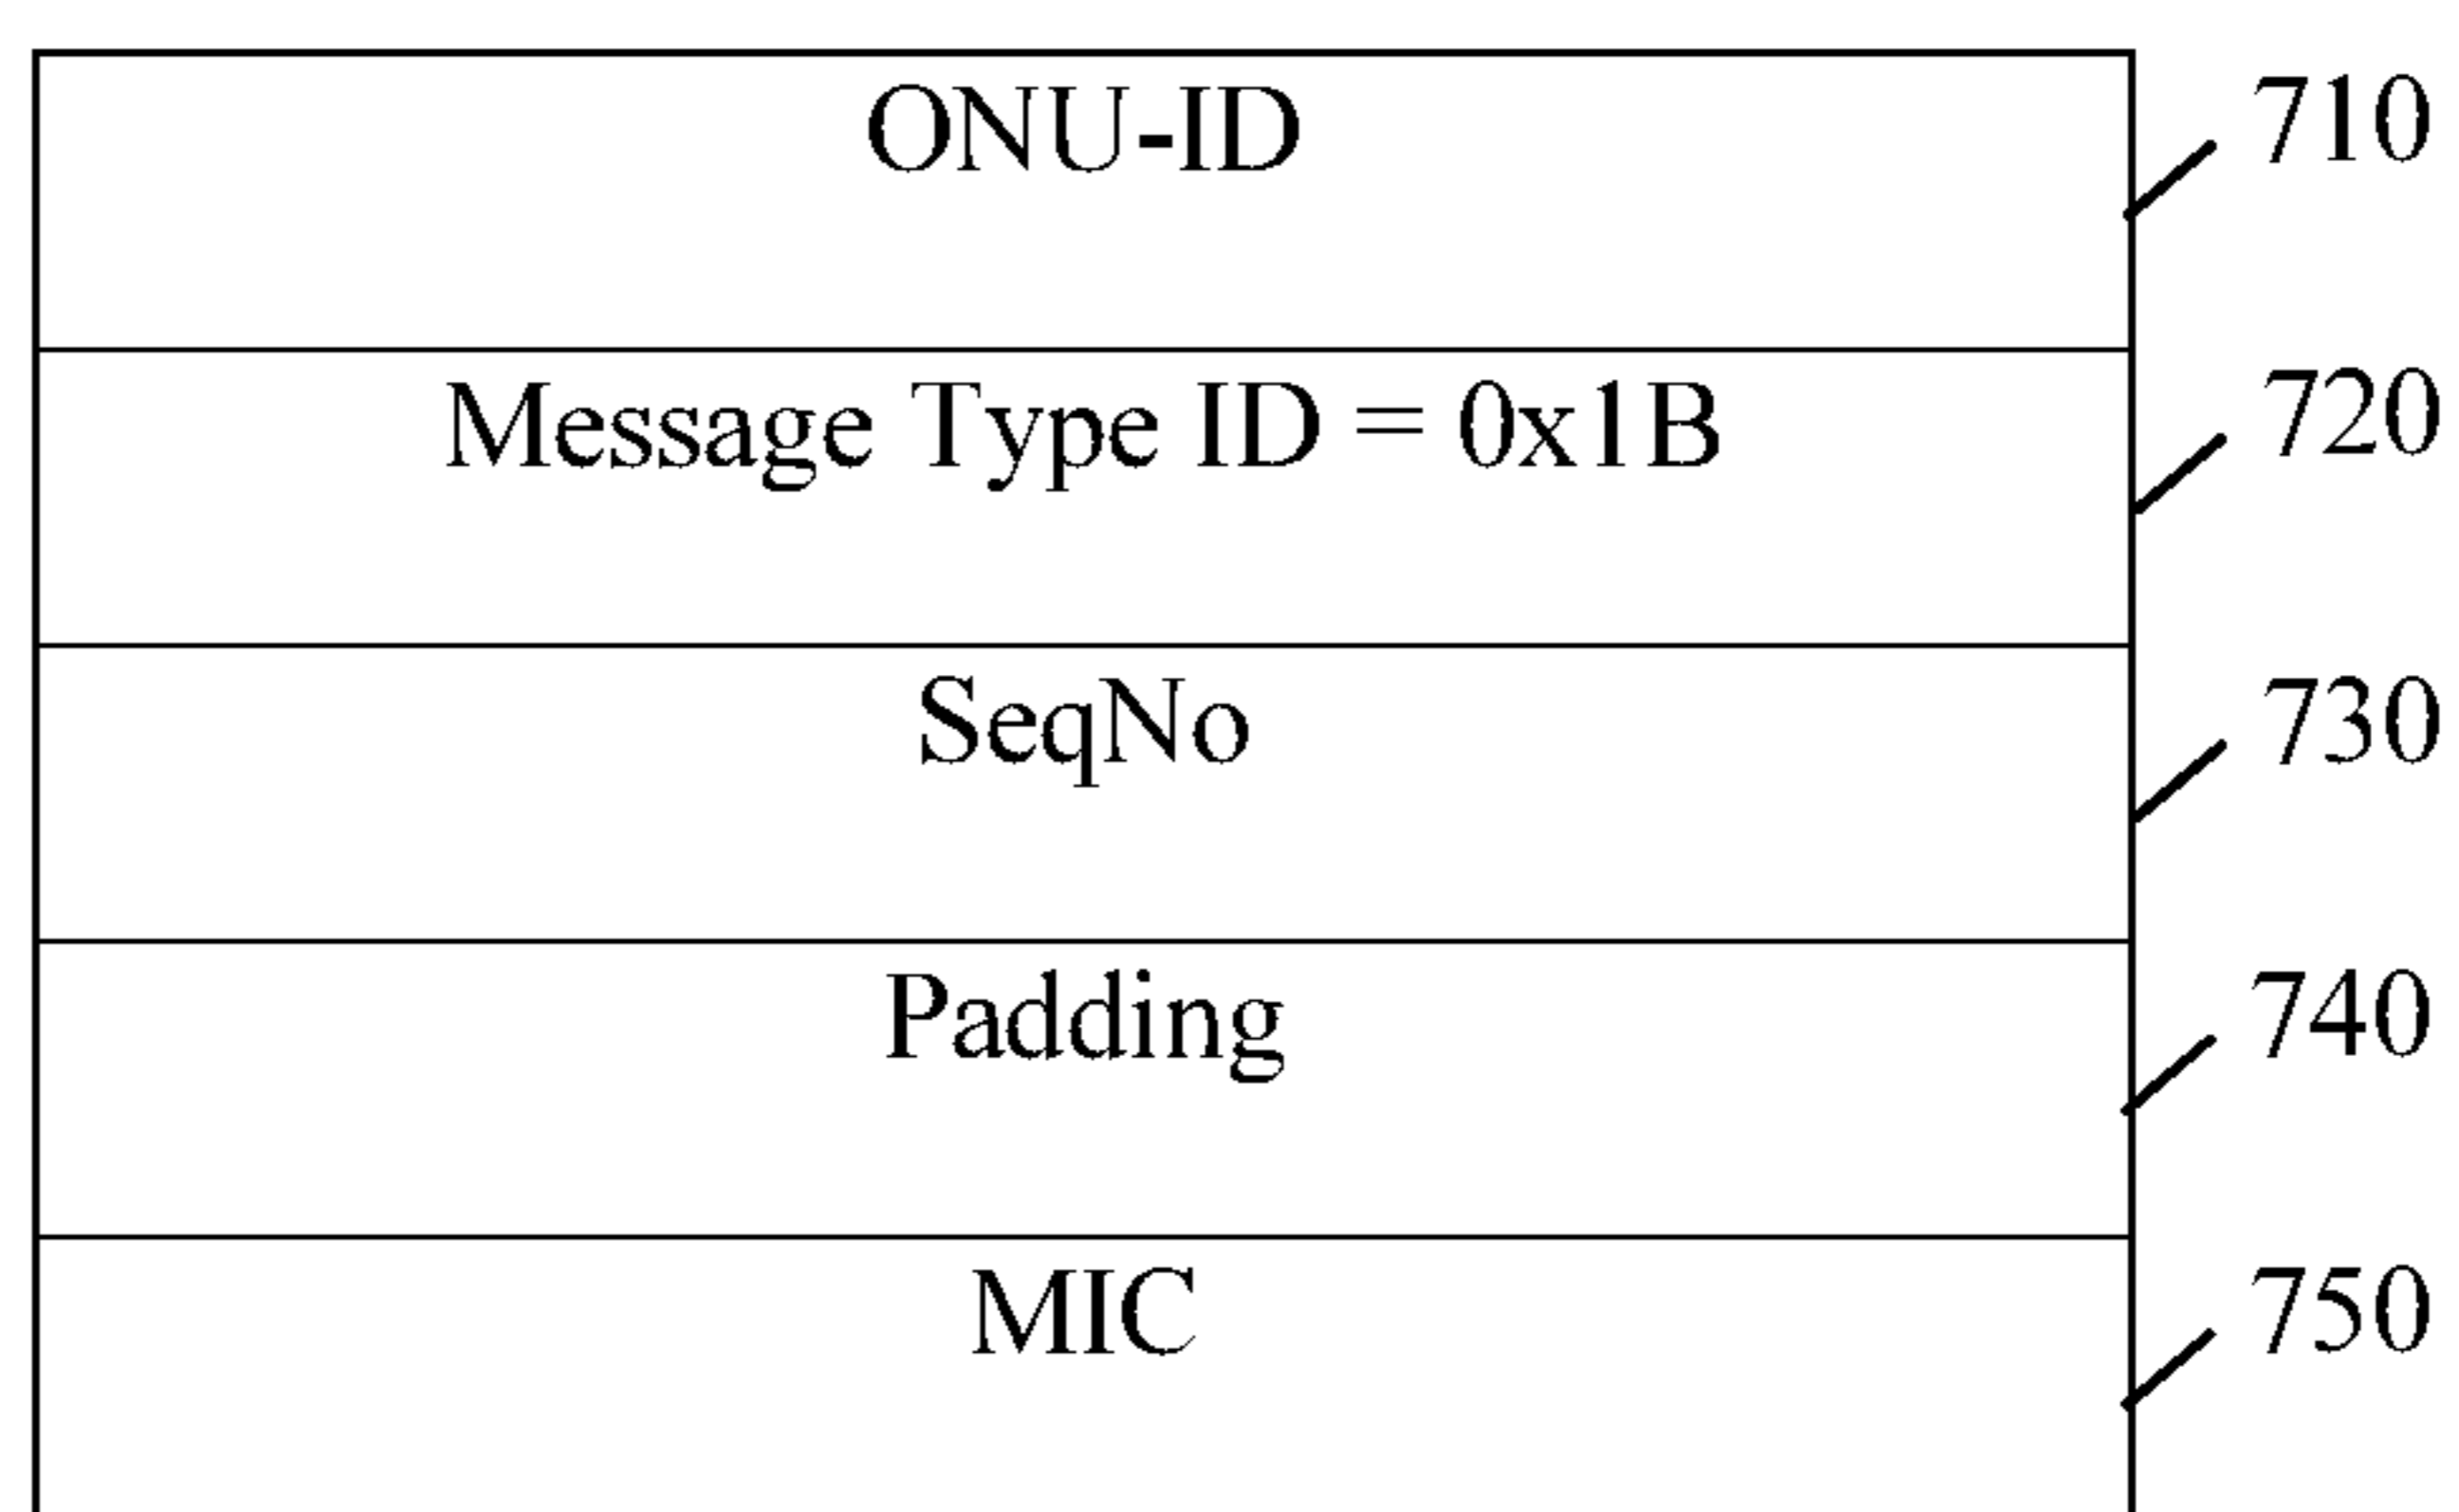 ONU-ID 710
Message Type ID = 0x1B 720
SeqNo 730
Padding 740
MIC 750